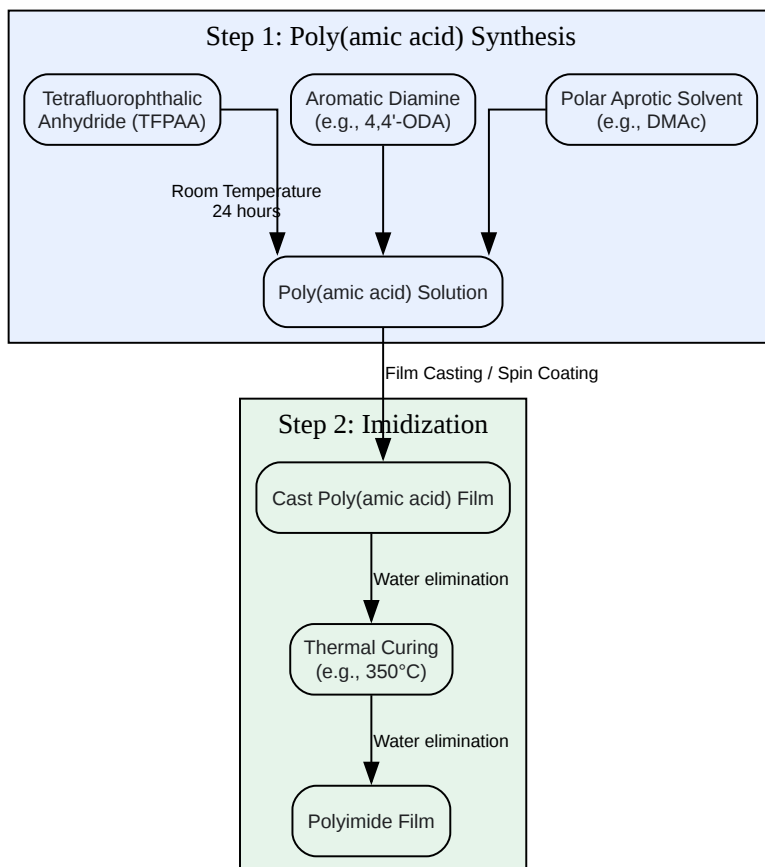 Step 1: Poly(amic acid) Synthesis
Tetrafluorophthalic
Anhydride (TFPAA)
Aromatic Diamine
(e.g., 4,4'-ODA)
Polar Aprotic Solvent
(e.g., DMAc)
Room Temperature
24 hours
Poly(amic acid) Solution
Film Casting / Spin Coating
Step 2: Imidization
Cast Poly(amic acid) Film
Water elimination
Thermal Curing
(e.g., 350°C)
Water elimination
Polyimide Film